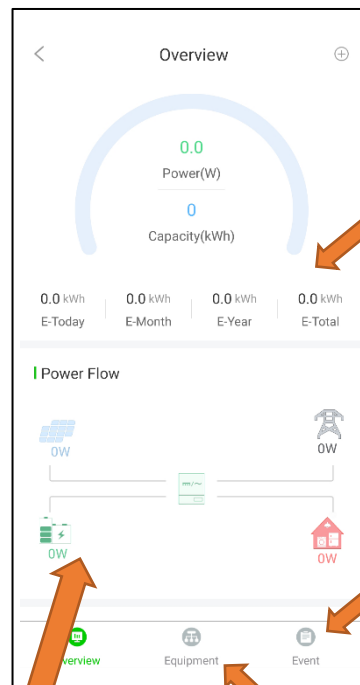 Overview
0.0
Power(W)
0
Capacity(kWh)
0.0 kWh 0.0 kWh 0.0 kWh 0.0 kWh
E-Today E-Month E-Year E-Total
Power Flow
0W 0W
0W 0W
Equipment Event